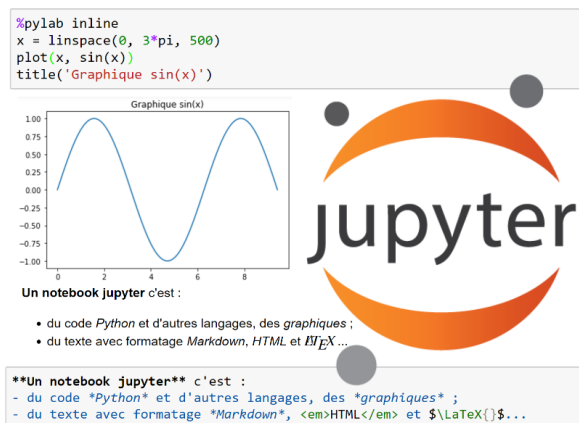 %pylab inline
x = linspace(0, 3*pi, 500)
plot(x, sin(x))
title('Graphique sin(x)')
Graphique sin(x)
1.00
0.75
0.50
0.25
0.00
−0.25
−0.50
−0.75
−1.00
0 2 4 6 8
jupyter
Un notebook jupyter c'est :
• du code Python et d'autres langages, des graphiques ;
• du texte avec formatage Markdown, HTML et LATEX...
**Un notebook jupyter** c'est :
- du code *Python* et d'autres langages, des *graphiques* ;
- du texte avec formatage *Markdown*, <em>HTML</em> et $\LaTeX{}$...